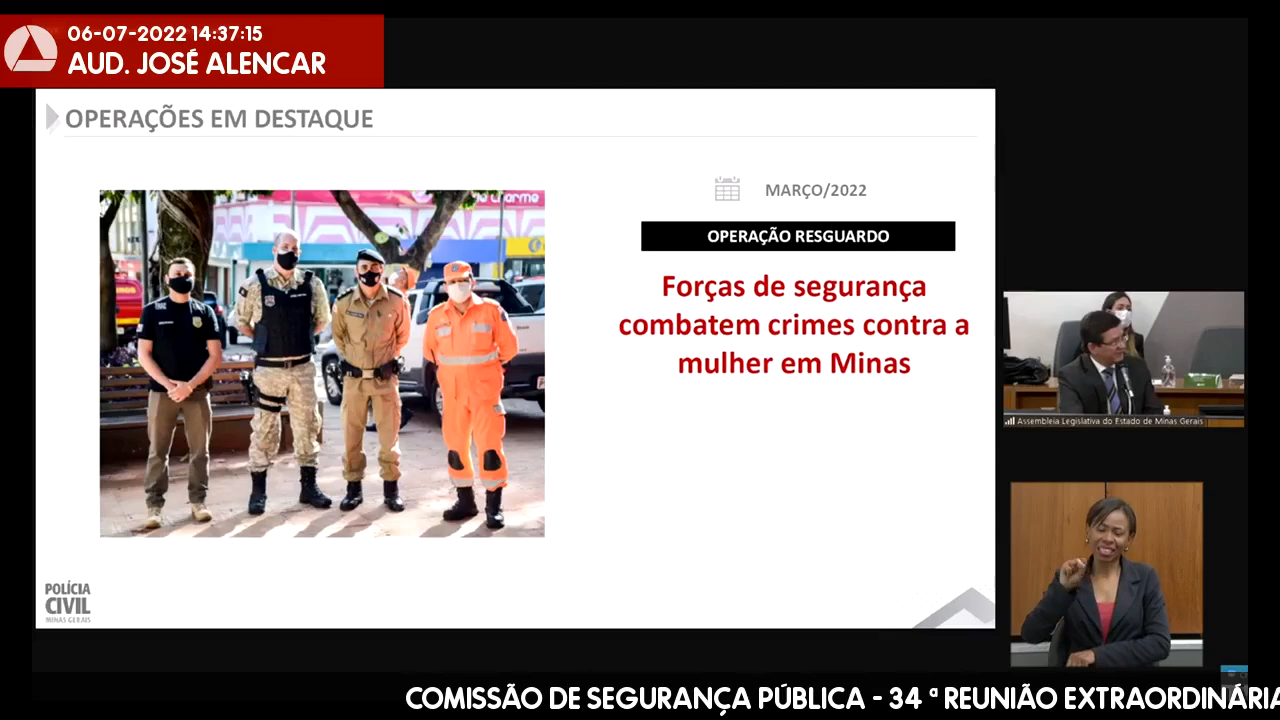 06-07-2022 14:37:15
AUD. JOSÉ ALENCAR
OPERAÇÕES EM DESTAQUE
MARÇO/2022
OPERAÇÃO RESGUARDO
Forças de segurança
combatem crimes contra a
mulher em Minas
POLÍCIA
CIVIL
MINAS GERAIS
Assembleia Legislativa do Estado de Minas Gerais
COMISSÃO DE SEGURANÇA PÚBLICA - 34 ª REUNIÃO EXTRAORDINÁRIA